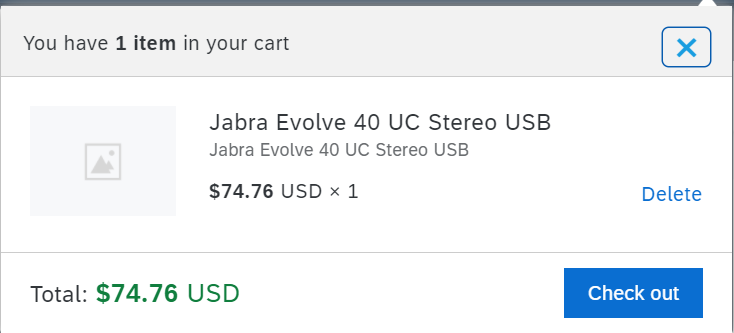 You have 1 item in your cart
Jabra Evolve 40 UC Stereo USB
Jabra Evolve 40 UC Stereo USB
$74.76 USD × 1
Delete
Total: $74.76 USD
Check out